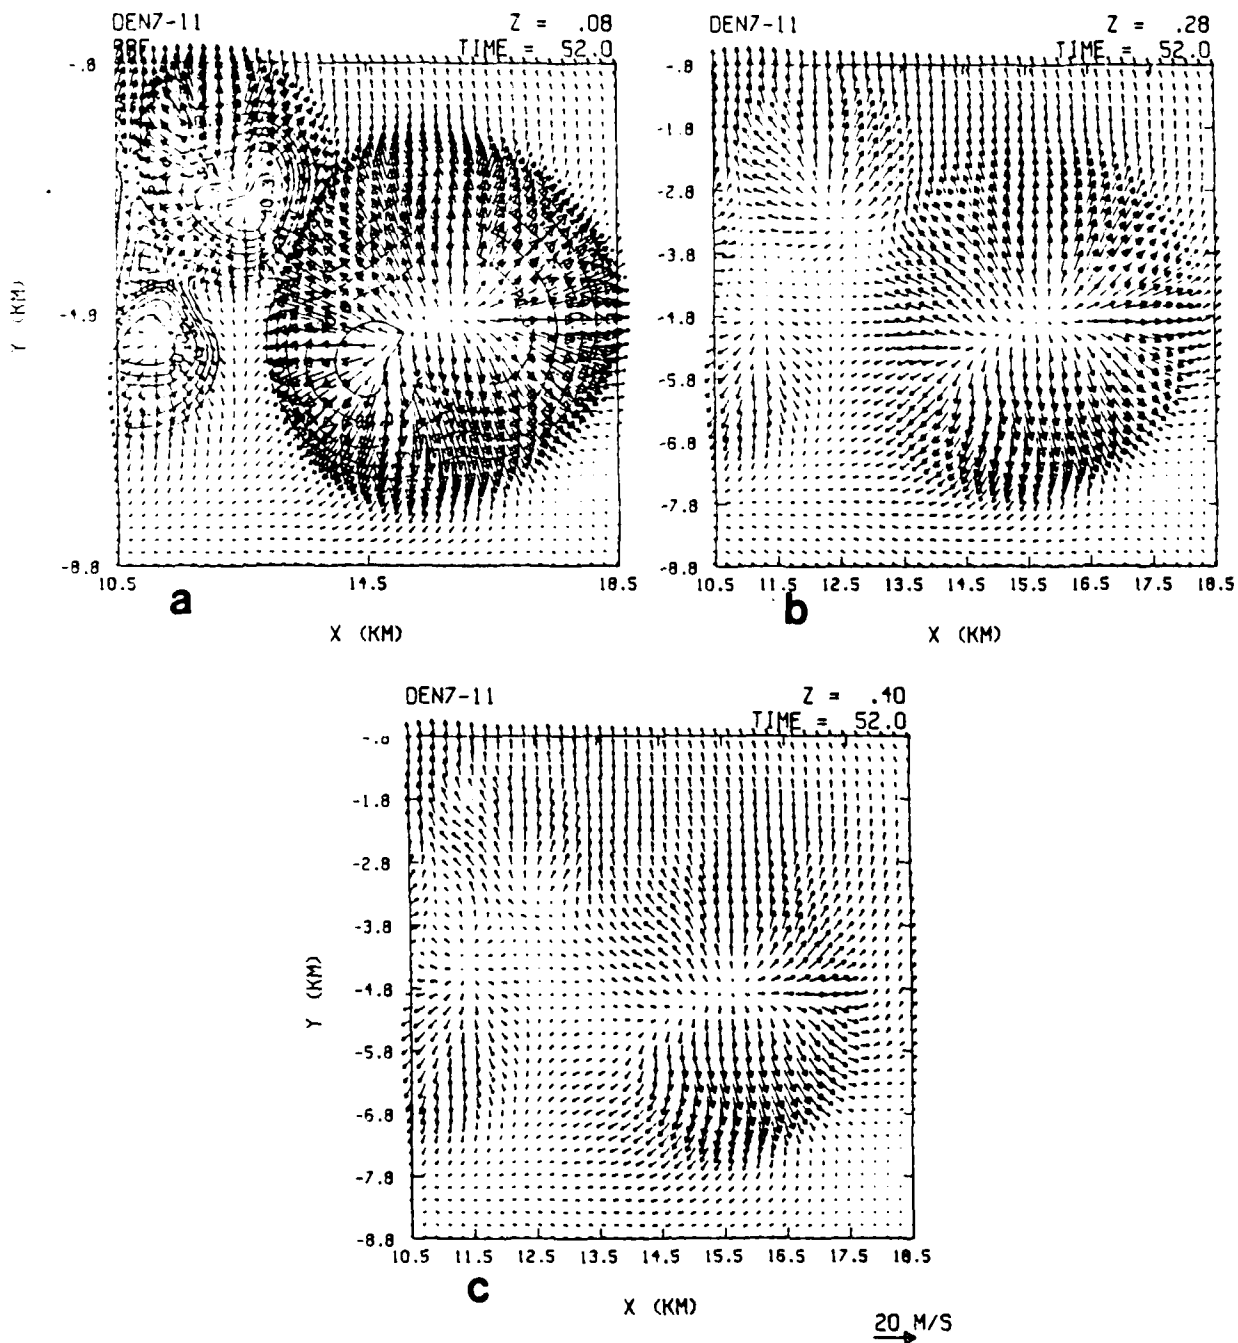 DEN7-11 Z = .08
TIME = 52.0
-.8
-4.9
-8.8
Y (KM)
10.5 14.5 18.5
a
X (KM)
DEN7-11 Z = .28
TIME = 52.0
-.8
-1.8
-2.8
-3.8
-4.8
-5.8
-6.8
-7.8
-8.8
10.5 11.5 12.5 13.5 14.5 15.5 16.5 17.5 18.5
b
X (KM)
DEN7-11 Z = .40
TIME = 52.0
-1.8
-2.8
-3.8
-4.8
-5.8
-6.8
-7.8
-8.8
Y (KM)
10.5 11.5 12.5 13.5 14.5 15.5 16.5 17.5 18.5
c
X (KM)
20 M/S